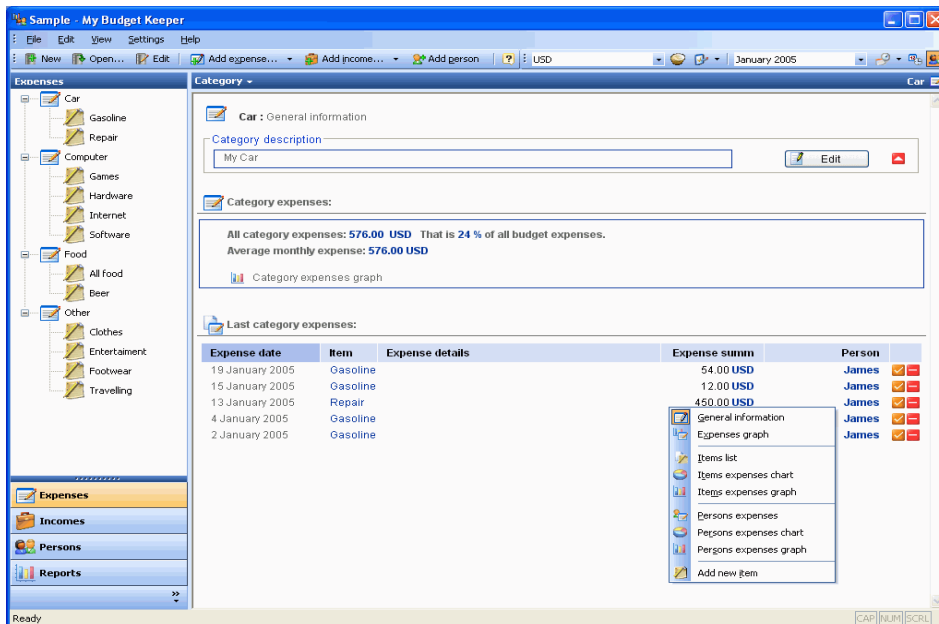 Sample - My Budget Keeper
File Edit View Settings Help
New Open... Edit Add expense... Add income... Add person ? USD January 2005
Expenses
Category
Car
Car
Gasoline
Repair
Computer
Games
Hardware
Internet
Software
Food
All food
Beer
Other
Clothes
Entertaiment
Footwear
Travelling
Expenses
Incomes
Persons
Reports
Car : General information
Category description
My Car
Edit
Category expenses:
All category expenses: 576.00 USD That is 24 % of all budget expenses.
Average monthly expense: 576.00 USD
Category expenses graph
Last category expenses:
Expense date Item Expense details Expense summ Person
19 January 2005 Gasoline 54.00 USD James
15 January 2005 Gasoline 12.00 USD James
13 January 2005 Repair 450.00 USD James
4 January 2005 Gasoline James
2 January 2005 Gasoline James
General information
Expenses graph
Items list
Items expenses chart
Items expenses graph
Persons expenses
Persons expenses chart
Persons expenses graph
Add new item
Ready
CAP NUM SCRL